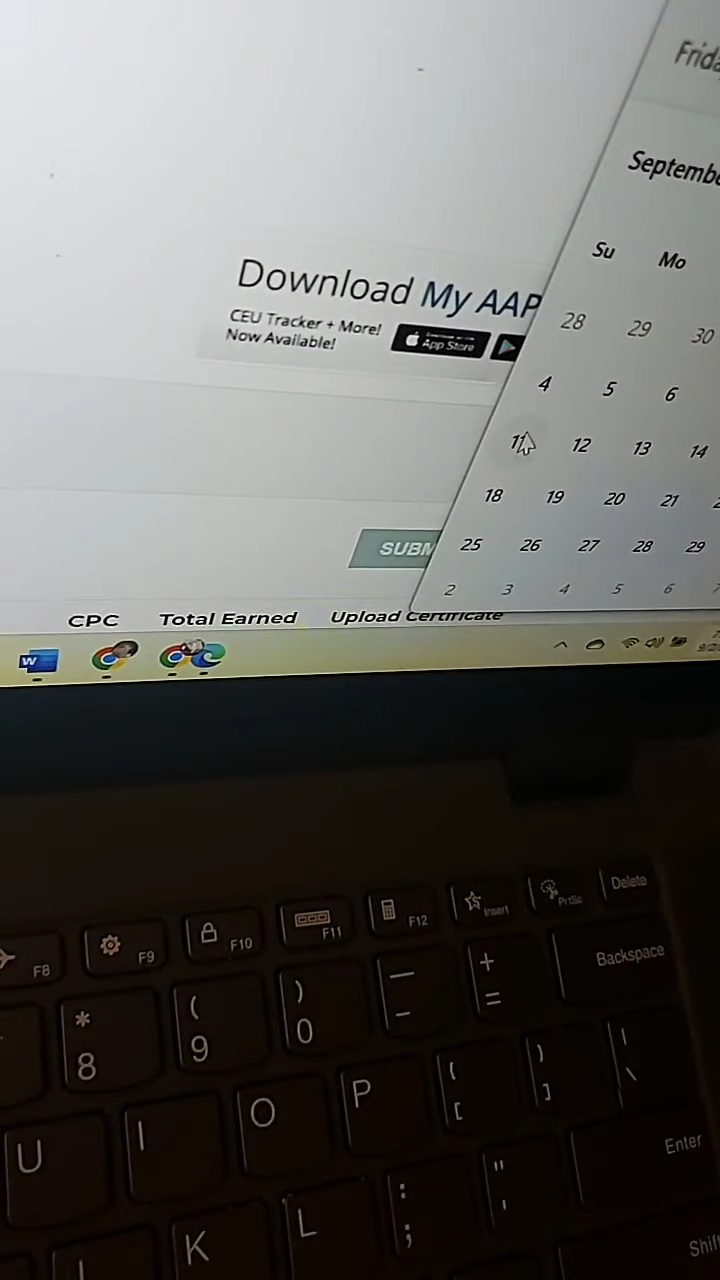 Frida
Septembe
Su Mo
28 29 30
4 5 6
11 12 13 14
18 19 20 21 2
25 26 27 28 29
2 3 4 5 6 7
Download My AAP
CEU Tracker + More!
Now Available!
App Store
SUBM
CPC Total Earned Upload Certificate
W
F8 F9 F10 F11 F12 Insert PrtSc Delete
* ( ) — + Backspace
8 9 0 - =
U I O P { [ } ] | \
K L : ; " ' Enter
Shift